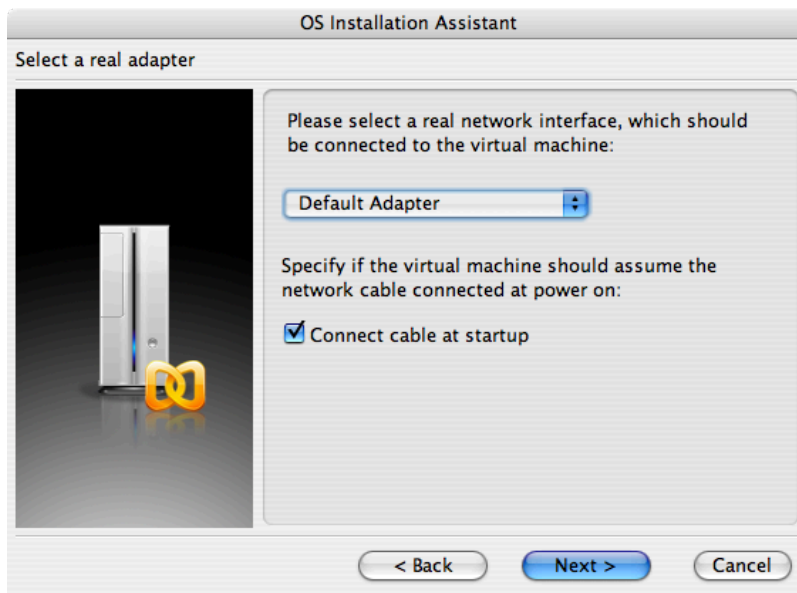 OS Installation Assistant
Select a real adapter
Please select a real network interface, which should
be connected to the virtual machine:
Default Adapter
Specify if the virtual machine should assume the
network cable connected at power on:
Connect cable at startup
< Back
Next >
Cancel